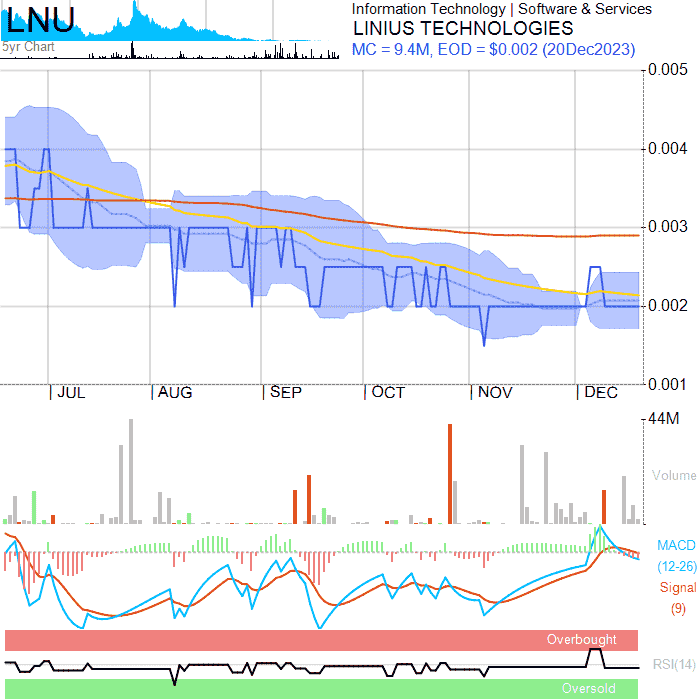 LNU
5yr Chart
Information Technology | Software & Services
LINIUS TECHNOLOGIES
MC = 9.4M, EOD = $0.002 (20Dec2023)
0.005
0.004
0.003
0.002
0.001
JUL
AUG
SEP
OCT
NOV
DEC
44M
Volume
MACD
(12-26)
Signal
(9)
Overbought
RSI(14)
Oversold